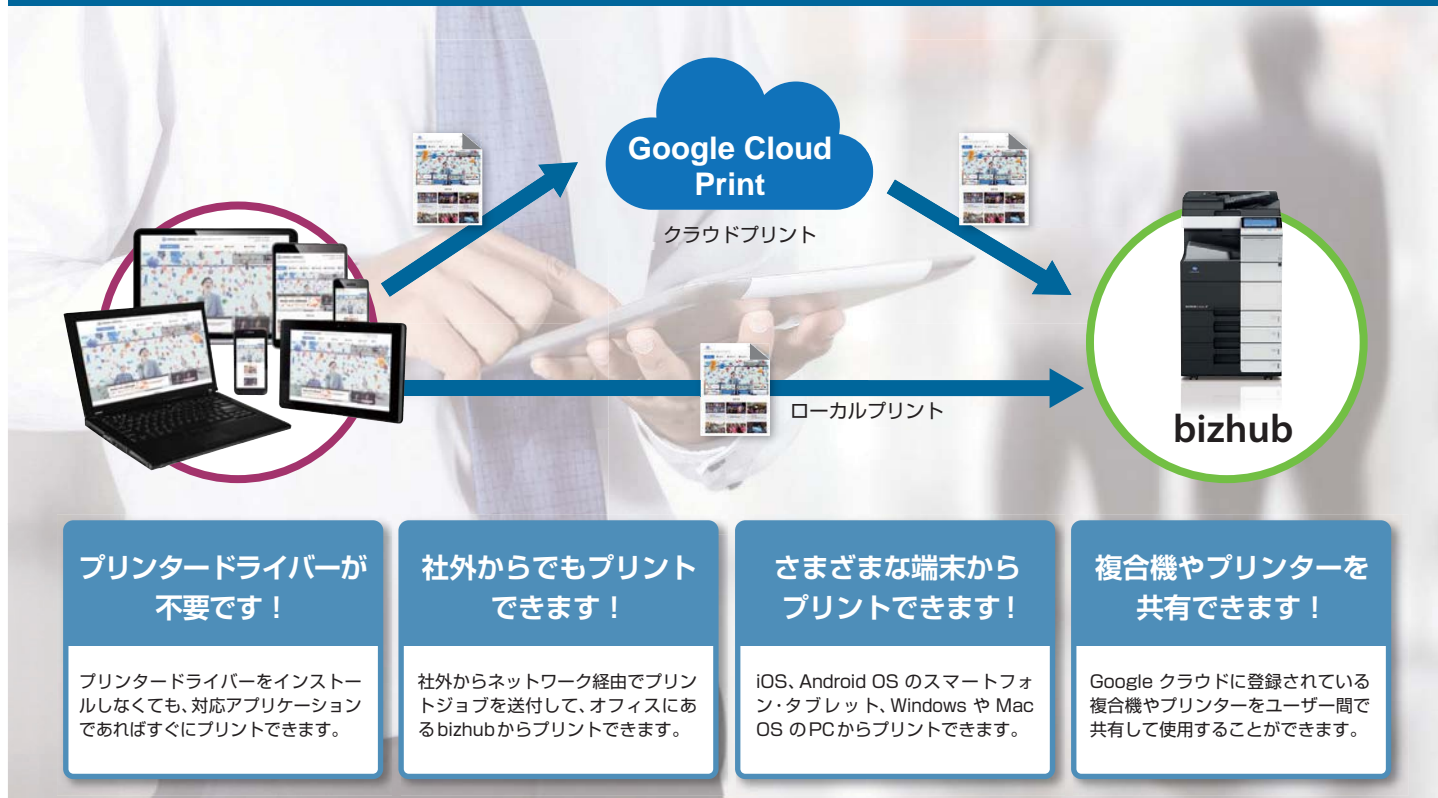 Google Cloud
Print
クラウドプリント
ローカルプリント
bizhub
プリンタードライバーが
不要です！
プリンタードライバーをインストー
ルしなくても、対応アプリケーション
であればすぐにプリントできます。
社外からでもプリント
できます！
社外からネットワーク経由でプリン
トジョブを送付して、オフィスにあ
るbizhubからプリントできます。
さまざまな端末から
プリントできます！
iOS、Android OS のスマートフォ
ン・タブレット、Windows や Mac
OS のPCからプリントできます。
複合機やプリンターを
共有できます！
Google クラウドに登録されている
複合機やプリンターをユーザー間で
共有して使用することができます。